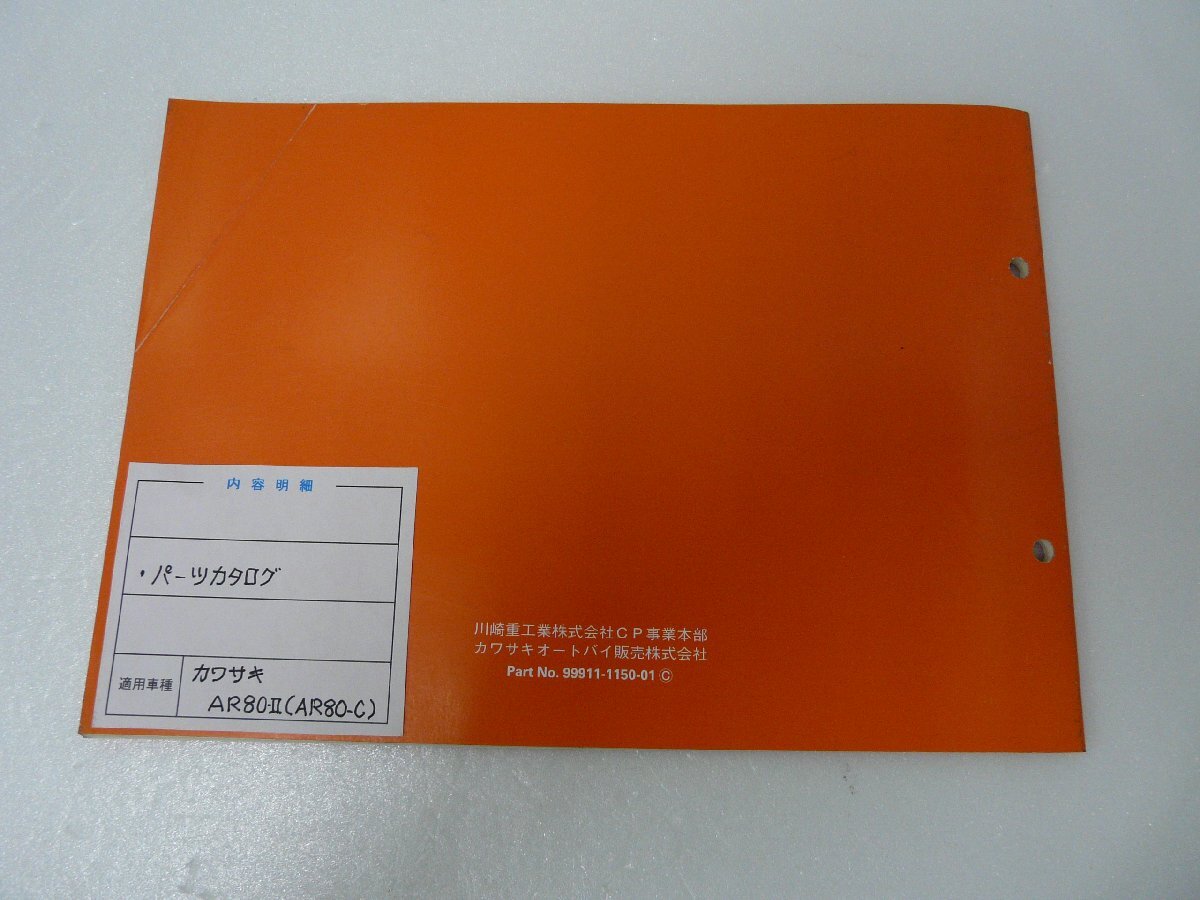 内容明細
・パーツカタログ
適用車種
カワサキ
AR80-II(AR80-C)
川崎重工業株式会社CP事業本部
カワサキオートバイ販売株式会社
Part No. 99911-1150-01 Ⓒ